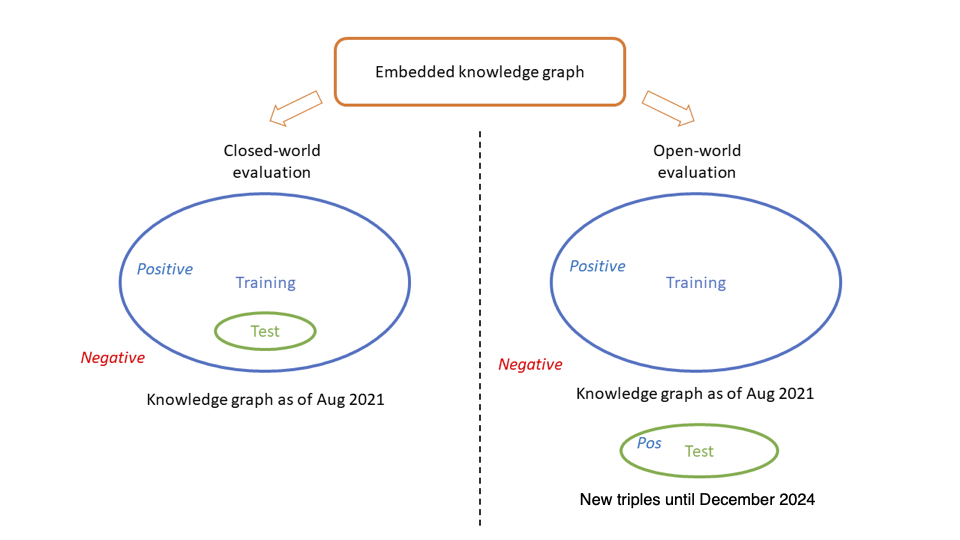 Embedded knowledge graph
Closed-world
evaluation
Positive
Training
Test
Negative
Knowledge graph as of Aug 2021
Open-world
evaluation
Positive
Training
Negative
Knowledge graph as of Aug 2021
Pos
Test
New triples until December 2024